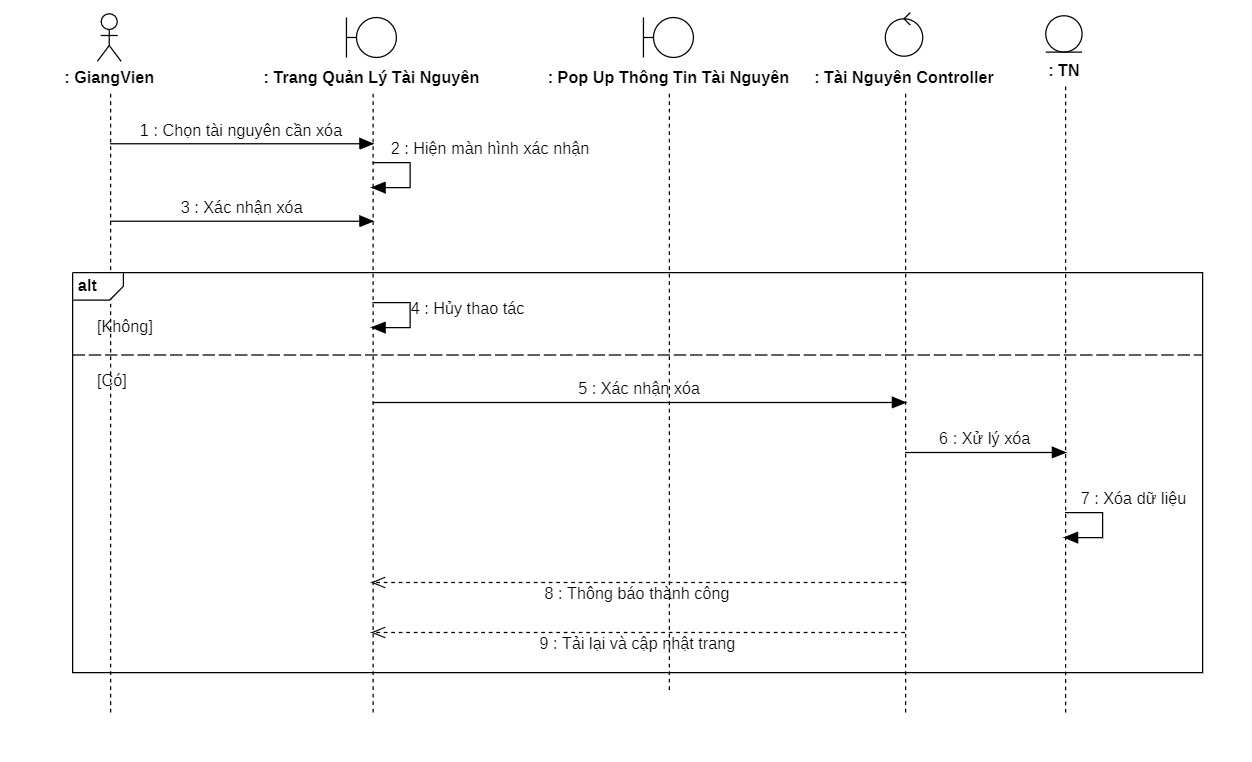 : GiangVien
: Trang Quản Lý Tài Nguyên
: Pop Up Thông Tin Tài Nguyên
: Tài Nguyên Controller
: TN
1 : Chọn tài nguyên cần xóa
2 : Hiện màn hình xác nhận
3 : Xác nhận xóa
alt
4 : Hủy thao tác
[Không]
[Có]
5 : Xác nhận xóa
6 : Xử lý xóa
7 : Xóa dữ liệu
8 : Thông báo thành công
9 : Tải lại và cập nhật trang